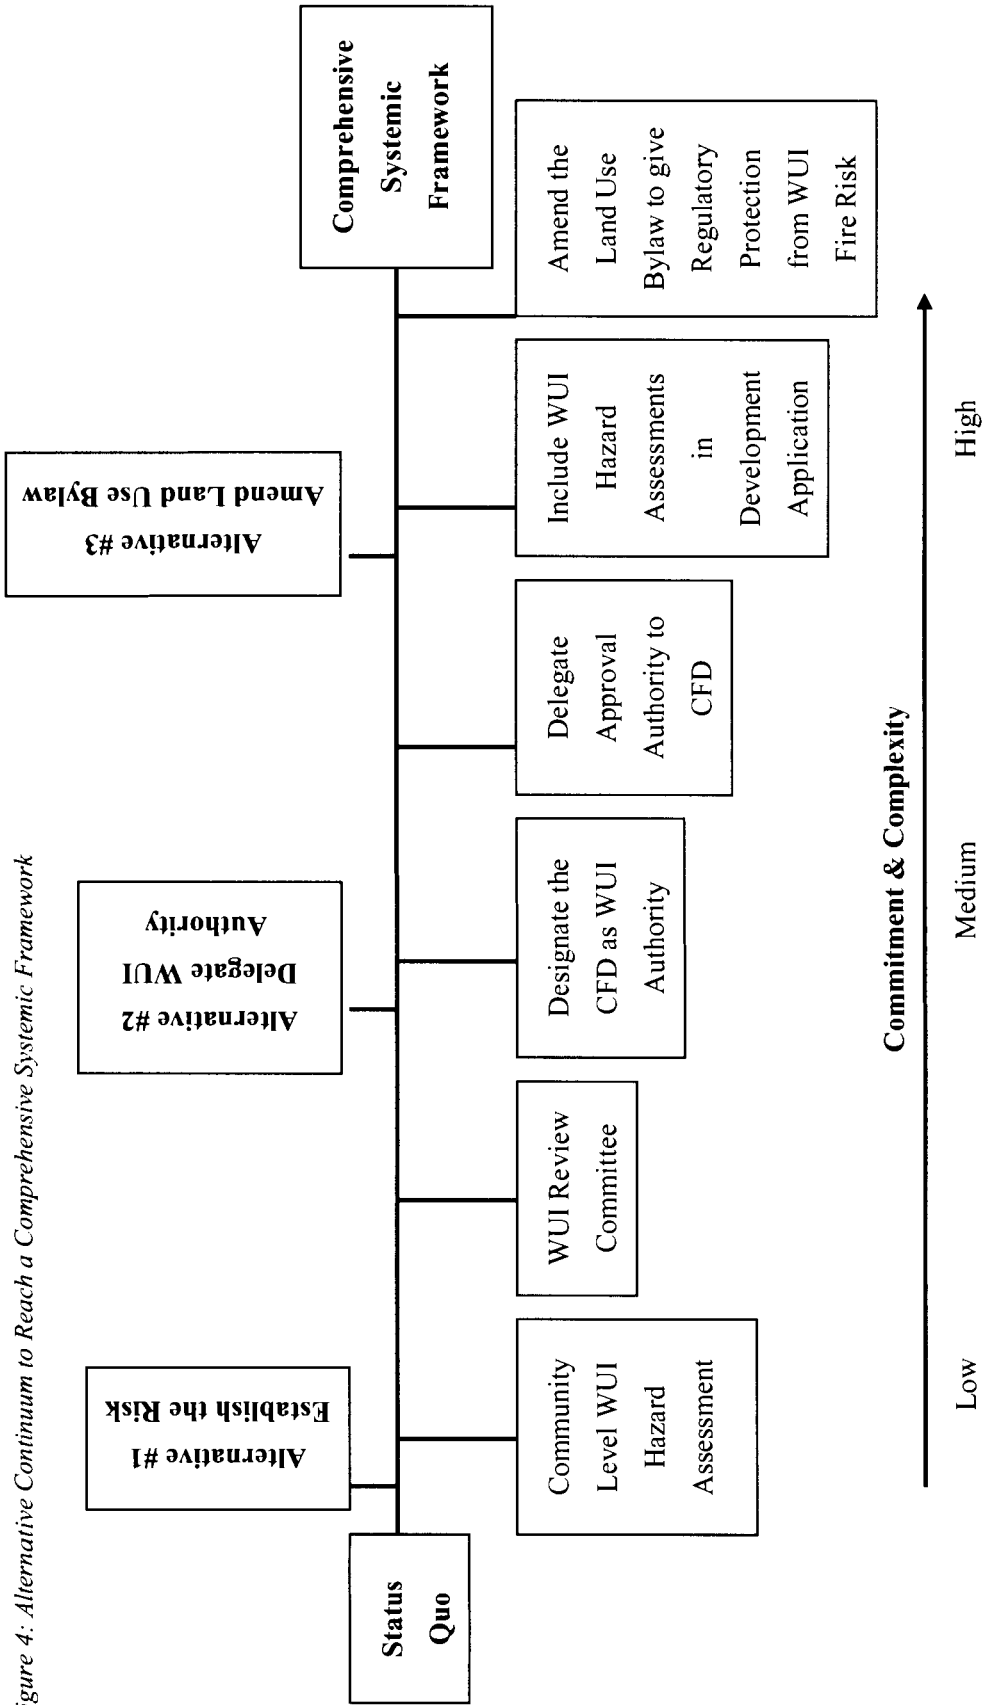 igure 4: Alternative Continuum to Reach a Comprehensive Systemic Framework
Alternative #1
Establish the Risk
Alternative #2
Delegate WUI
Authority
Alternative #3
Amend Land Use Bylaw
Status
Quo
Comprehensive
Systemic
Framework
Community
Level WUI
Hazard
Assessment
WUI Review
Committee
Designate the
CFD as WUI
Authority
Delegate
Approval
Authority to
CFD
Include WUI
Hazard
Assessments
in
Development
Application
Amend the
Land Use
Bylaw to give
Regulatory
Protection
from WUI
Fire Risk
Commitment & Complexity
Low
Medium
High